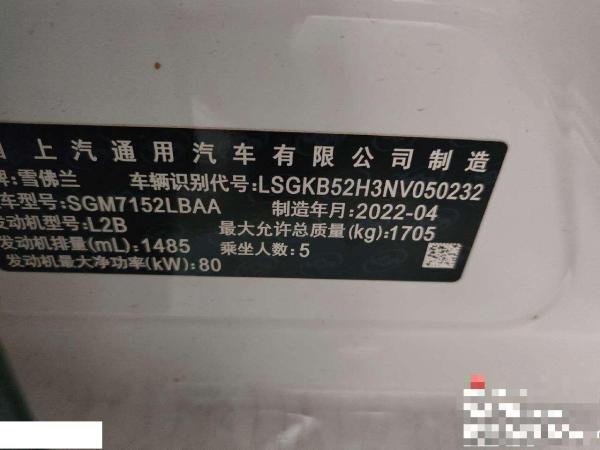 上汽通用汽车有限公司制造
牌:雪佛兰 车辆识别代号:LSGKB52H3NV050232
车型号:SGM7152LBAA 制造年月:2022-04
发动机型号:L2B 最大允许总质量(kg):1705
发动机排量(mL):1485 乘坐人数:5
发动机最大净功率(kW):80